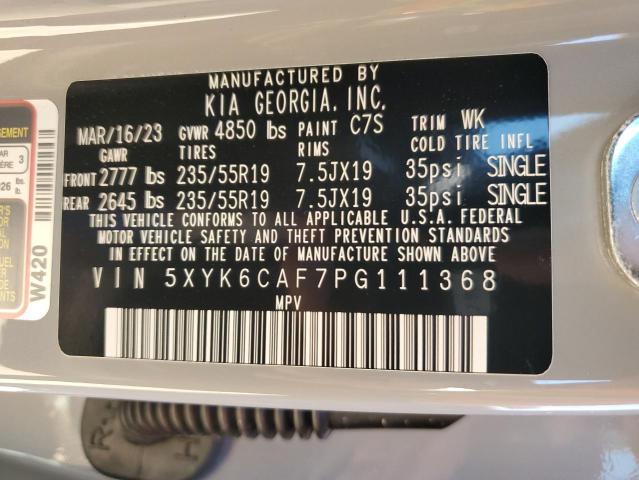 MANUFACTURED BY
KIA GEORGIA, INC.
MAR/16/23 GVWR 4850 lbs PAINT C7S TRIM WK
GAWR TIRES RIMS COLD TIRE INFL
FRONT 2777 lbs 235/55R19 7.5JX19 35psi SINGLE
REAR 2645 lbs 235/55R19 7.5JX19 35psi SINGLE
THIS VEHICLE CONFORMS TO ALL APPLICABLE U.S.A. FEDERAL
MOTOR VEHICLE SAFETY AND THEFT PREVENTION STANDARDS
IN EFFECT ON THE DATE OF MANUFACTURE SHOWN ABOVE.
VIN 5XYK6CAF7PG111368
MPV
3
lbs.
lb.
W420